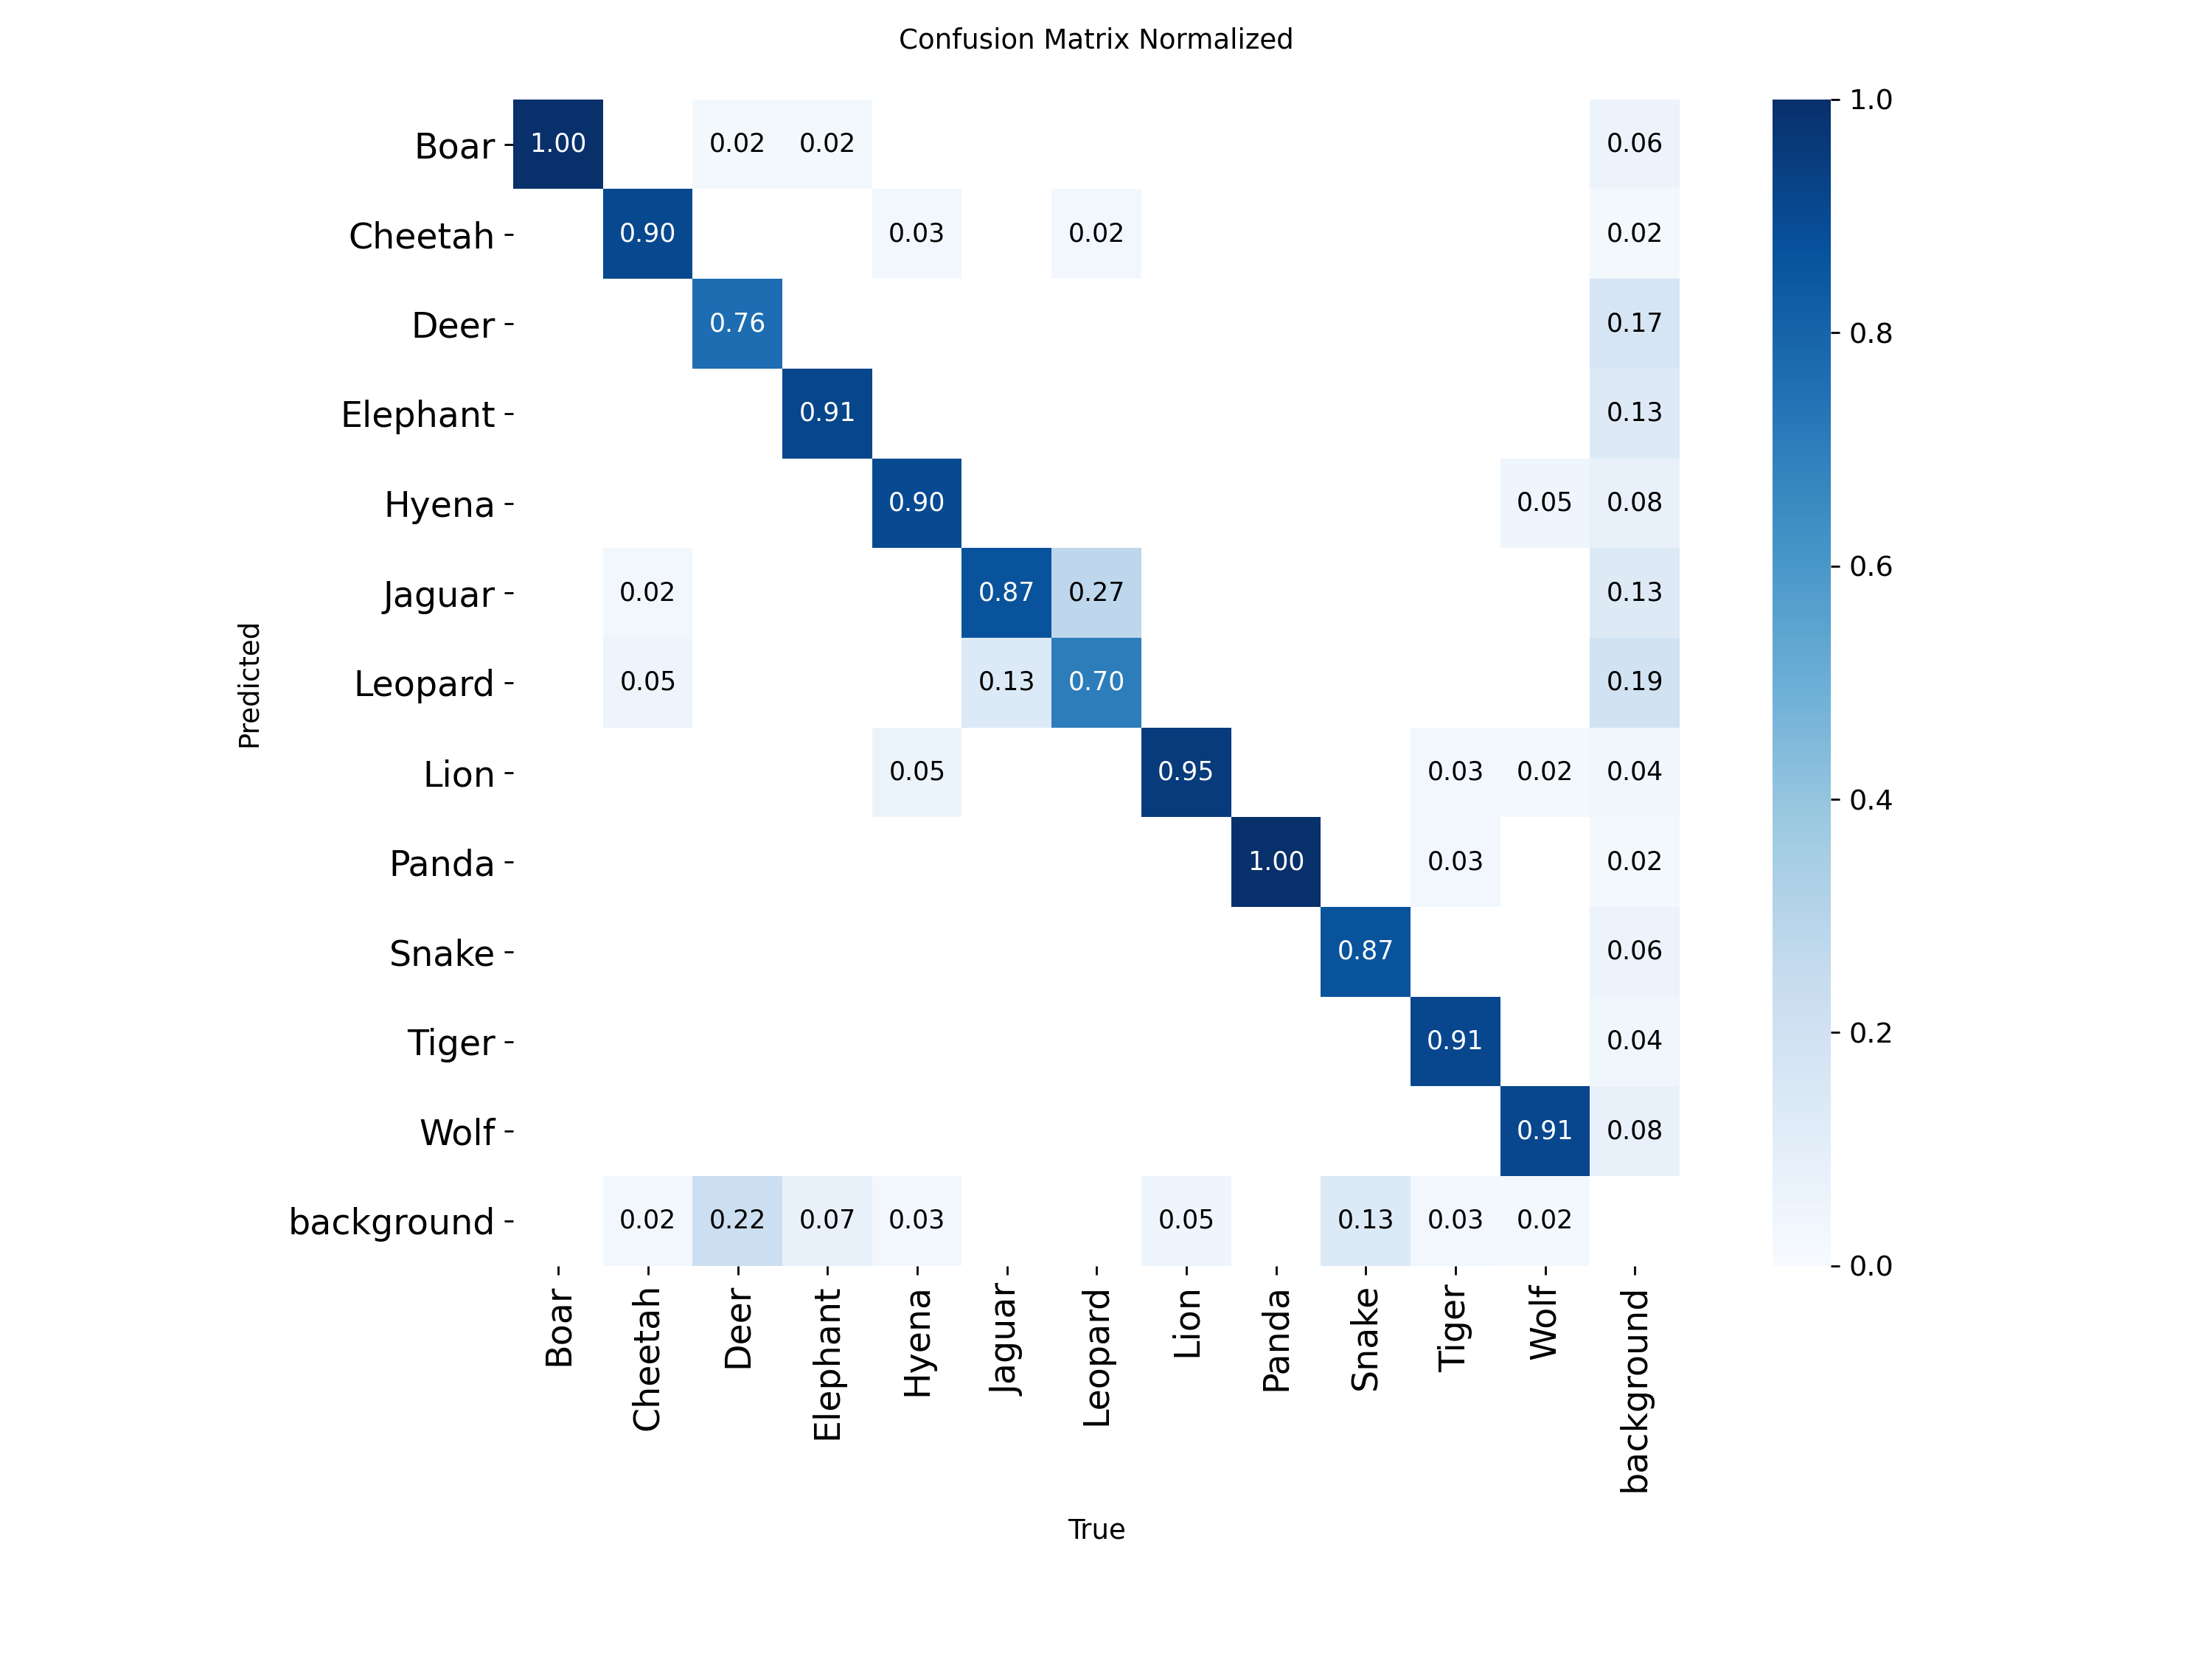 Confusion Matrix Normalized
Boar 1.00 0.02 0.02 0.06
Cheetah 0.90 0.03 0.02 0.02
Deer 0.76 0.17
Elephant 0.91 0.13
Hyena 0.90 0.05 0.08
Jaguar 0.02 0.87 0.27 0.13
Leopard 0.05 0.13 0.70 0.19
Lion 0.05 0.95 0.03 0.02 0.04
Panda 1.00 0.03 0.02
Snake 0.87 0.06
Tiger 0.91 0.04
Wolf 0.91 0.08
background 0.02 0.22 0.07 0.03 0.05 0.13 0.03 0.02
Boar Cheetah Deer Elephant Hyena Jaguar Leopard Lion Panda Snake Tiger Wolf background
True
Predicted
1.0
0.8
0.6
0.4
0.2
0.0